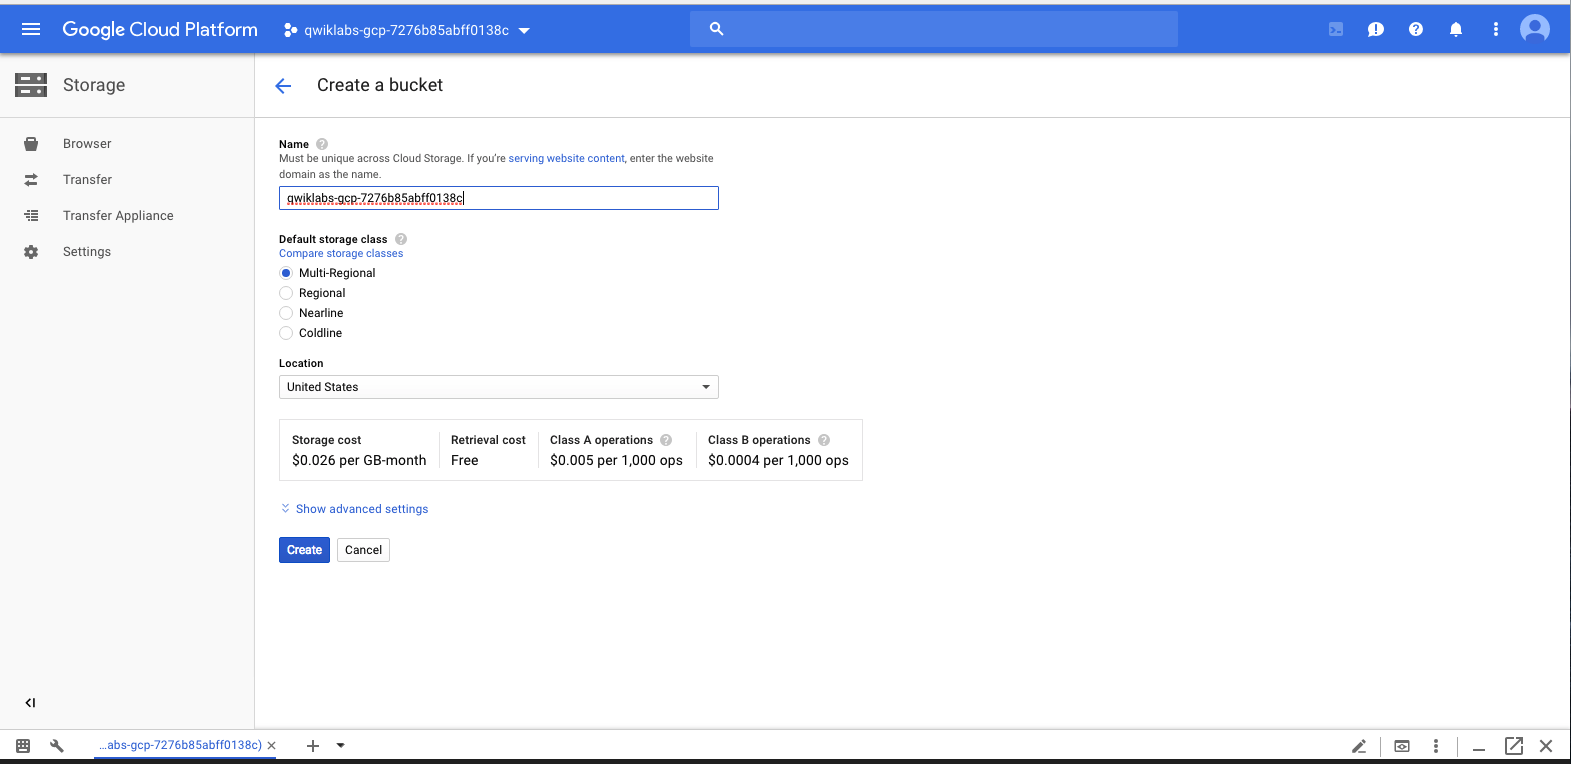 Google Cloud Platform
qwiklabs-gcp-7276b85abff0138c
Storage
Create a bucket
Browser
Transfer
Transfer Appliance
Settings
Name
Must be unique across Cloud Storage. If you're serving website content, enter the website
domain as the name.
qwiklabs-gcp-7276b85abff0138c
Default storage class
Compare storage classes
Multi-Regional
Regional
Nearline
Coldline
Location
United States
Storage cost
$0.026 per GB-month
Retrieval cost
Free
Class A operations
$0.005 per 1,000 ops
Class B operations
$0.0004 per 1,000 ops
Show advanced settings
Create
Cancel
...abs-gcp-7276b85abff0138c)